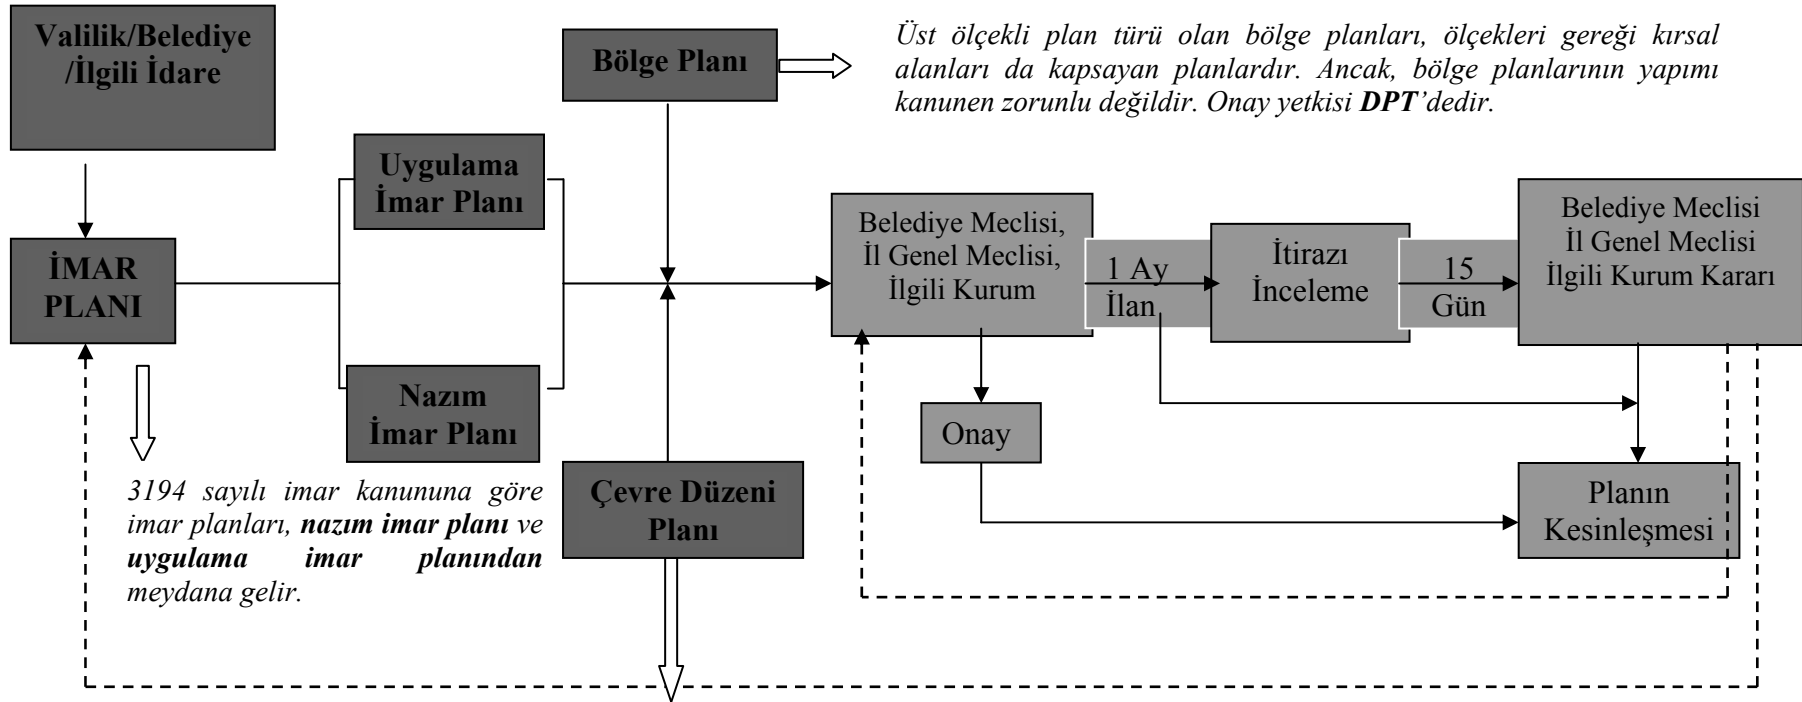 Valilik/Belediye
/İlgili İdare
Bölge Planı
Üst ölçekli plan türü olan bölge planları, ölçekleri gereği kırsal
alanları da kapsayan planlardır. Ancak, bölge planlarının yapımı
kanunen zorunlu değildir. Onay yetkisi DPT’dedir.
Uygulama
İmar Planı
İMAR
PLANI
Nazım
İmar Planı
Belediye Meclisi,
İl Genel Meclisi,
İlgili Kurum
1 Ay
İlan
İtirazı
İnceleme
15
Gün
Belediye Meclisi
İl Genel Meclisi
İlgili Kurum Kararı
Onay
3194 sayılı imar kanununa göre
imar planları, nazım imar planı ve
uygulama imar planından
meydana gelir.
Çevre Düzeni
Planı
Planın
Kesinleşmesi